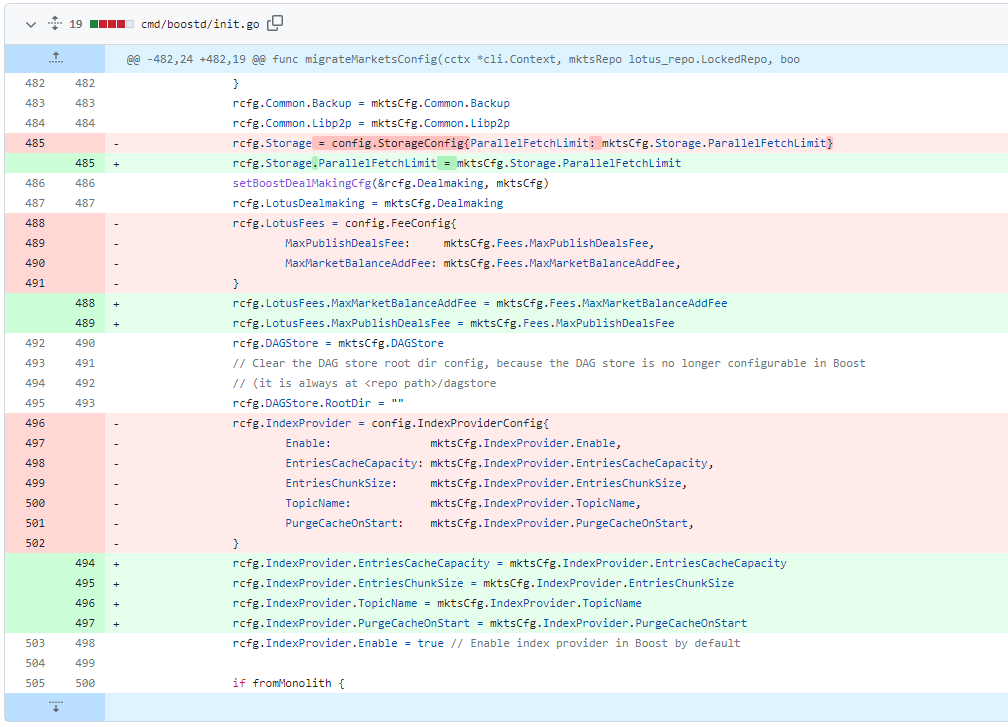 19 cmd/boostd/init.go
@@ -482,24 +482,19 @@ func migrateMarketsConfig(cctx *cli.Context, mktsRepo lotus_repo.LockedRepo, boo
482 482 }
483 483 rcfg.Common.Backup = mktsCfg.Common.Backup
484 484 rcfg.Common.Libp2p = mktsCfg.Common.Libp2p
485 - rcfg.Storage = config.StorageConfig{ParallelFetchLimit: mktsCfg.Storage.ParallelFetchLimit}
485 + rcfg.Storage.ParallelFetchLimit = mktsCfg.Storage.ParallelFetchLimit
486 486 setBoostDealMakingCfg(&rcfg.Dealmaking, mktsCfg)
487 487 rcfg.LotusDealmaking = mktsCfg.Dealmaking
488 - rcfg.LotusFees = config.FeeConfig{
489 - MaxPublishDealsFee: mktsCfg.Fees.MaxPublishDealsFee,
490 - MaxMarketBalanceAddFee: mktsCfg.Fees.MaxMarketBalanceAddFee,
491 - }
488 + rcfg.LotusFees.MaxMarketBalanceAddFee = mktsCfg.Fees.MaxMarketBalanceAddFee
489 + rcfg.LotusFees.MaxPublishDealsFee = mktsCfg.Fees.MaxPublishDealsFee
492 490 rcfg.DAGStore = mktsCfg.DAGStore
493 491 // Clear the DAG store root dir config, because the DAG store is no longer configurable in Boost
494 492 // (it is always at <repo path>/dagstore
495 493 rcfg.DAGStore.RootDir = ""
496 - rcfg.IndexProvider = config.IndexProviderConfig{
497 - Enable: mktsCfg.IndexProvider.Enable,
498 - EntriesCacheCapacity: mktsCfg.IndexProvider.EntriesCacheCapacity,
499 - EntriesChunkSize: mktsCfg.IndexProvider.EntriesChunkSize,
500 - TopicName: mktsCfg.IndexProvider.TopicName,
501 - PurgeCacheOnStart: mktsCfg.IndexProvider.PurgeCacheOnStart,
502 - }
494 + rcfg.IndexProvider.EntriesCacheCapacity = mktsCfg.IndexProvider.EntriesCacheCapacity
495 + rcfg.IndexProvider.EntriesChunkSize = mktsCfg.IndexProvider.EntriesChunkSize
496 + rcfg.IndexProvider.TopicName = mktsCfg.IndexProvider.TopicName
497 + rcfg.IndexProvider.PurgeCacheOnStart = mktsCfg.IndexProvider.PurgeCacheOnStart
503 498 rcfg.IndexProvider.Enable = true // Enable index provider in Boost by default
504 499
505 500 if fromMonolith {